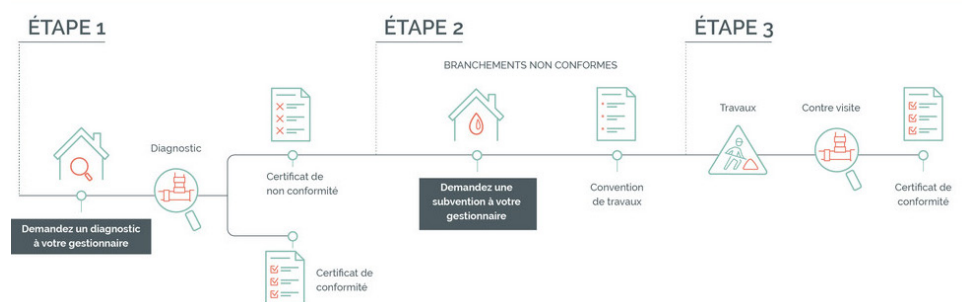 ÉTAPE 1
ÉTAPE 2
ÉTAPE 3
BRANCHEMENTS NON CONFORMES
Diagnostic
Travaux
Contre visite
Certificat de
non conformité
Demandez un diagnostic
à votre gestionnaire
Certificat de
conformité
Demandez une
subvention à votre
gestionnaire
Convention
de travaux
Certificat de
conformité